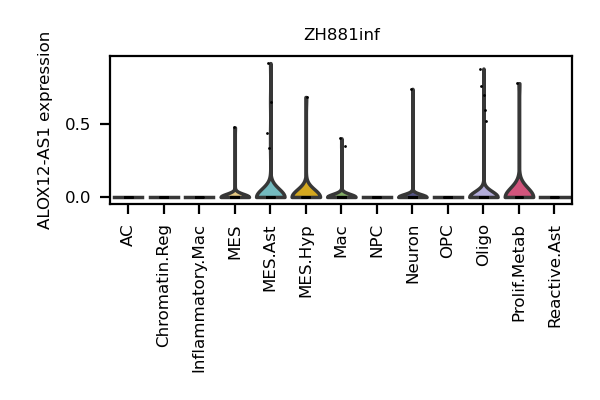 ZH881inf
ALOX12-AS1 expression
0.5
0.0
AC
Chromatin.Reg
Inflammatory.Mac
MES
MES.Ast
MES.Hyp
Mac
NPC
Neuron
OPC
Oligo
Prolif.Metab
Reactive.Ast